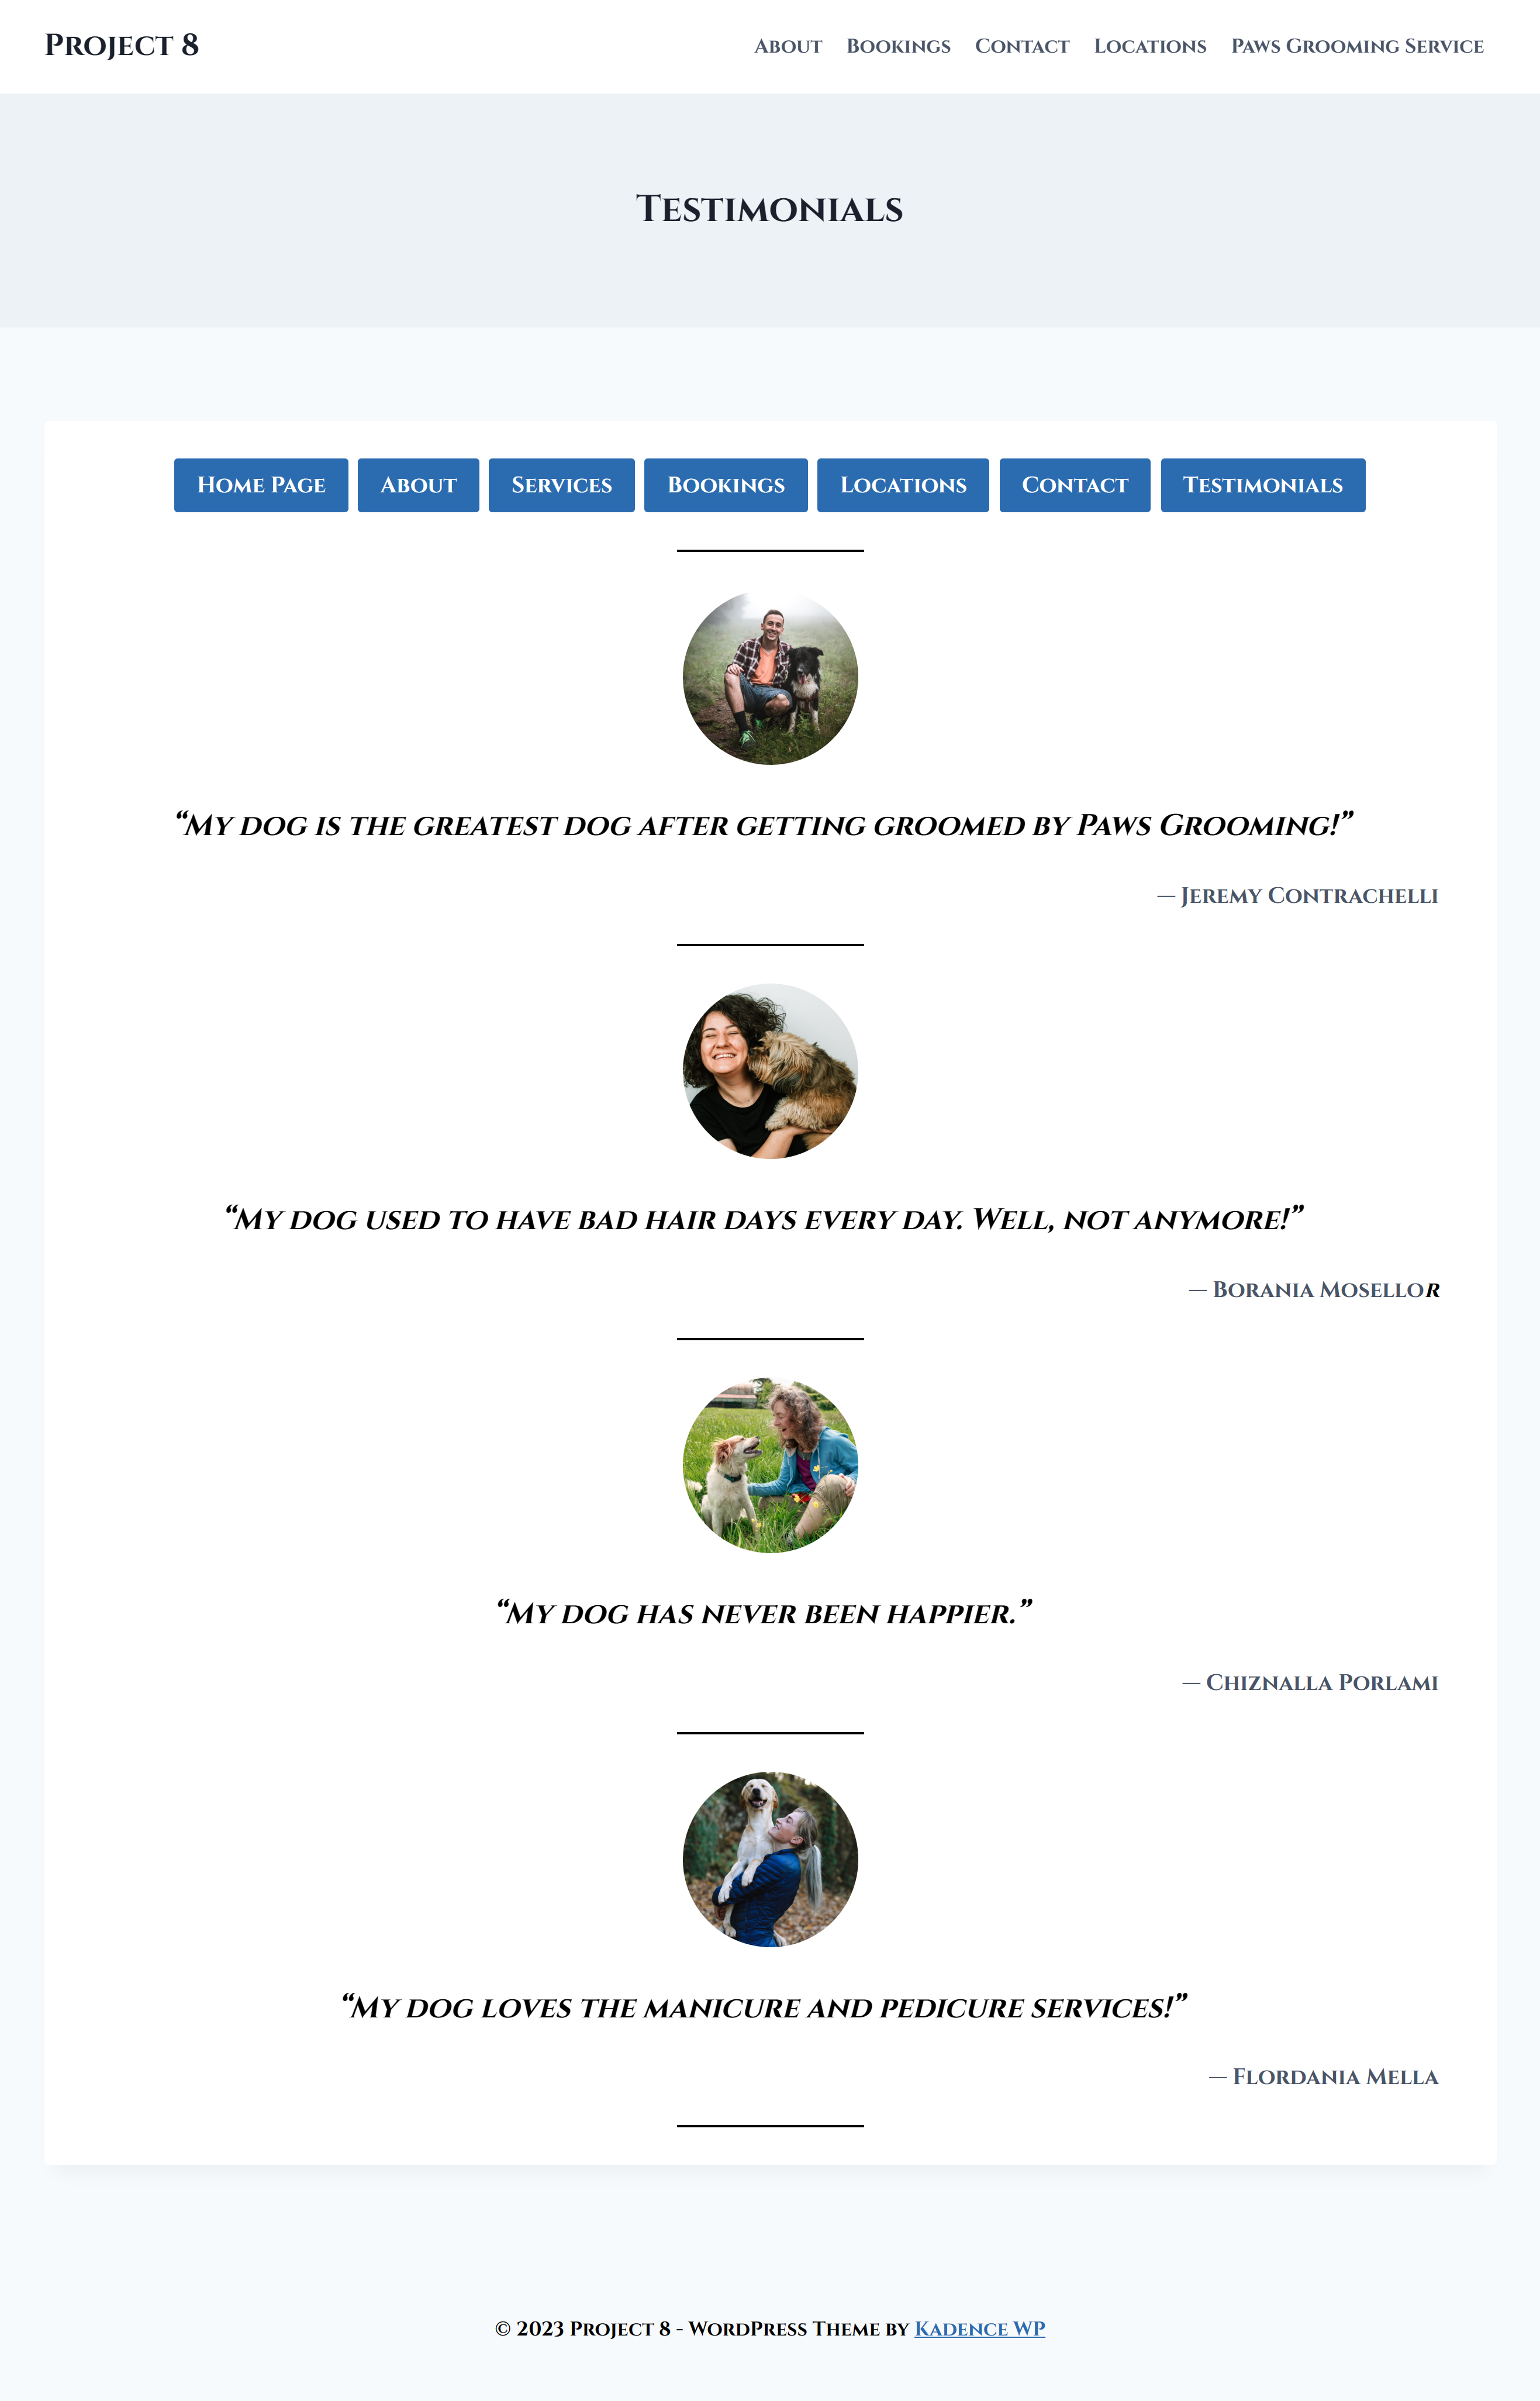 Project 8
About Bookings Contact Locations Paws Grooming Service
Testimonials
Home Page About Services Bookings Locations Contact Testimonials
“My dog is the greatest dog after getting groomed by Paws Grooming!”
— Jeremy Contrachelli
“My dog used to have bad hair days every day. Well, not anymore!”
— Borania Mosellor
“My dog has never been happier.”
— Chiznalla Porlami
“My dog loves the manicure and pedicure services!”
— Flordania Mella
© 2023 Project 8 - WordPress Theme by Kadence WP